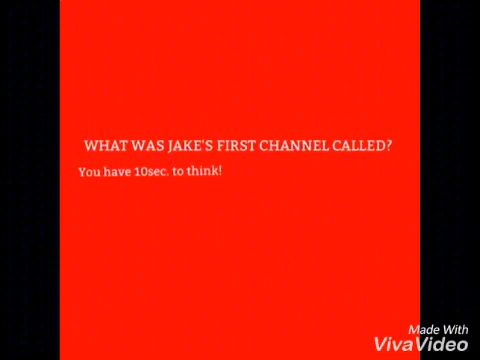 WHAT WAS JAKE'S FIRST CHANNEL CALLED?
You have 10sec. to think!
Made With
VivaVideo